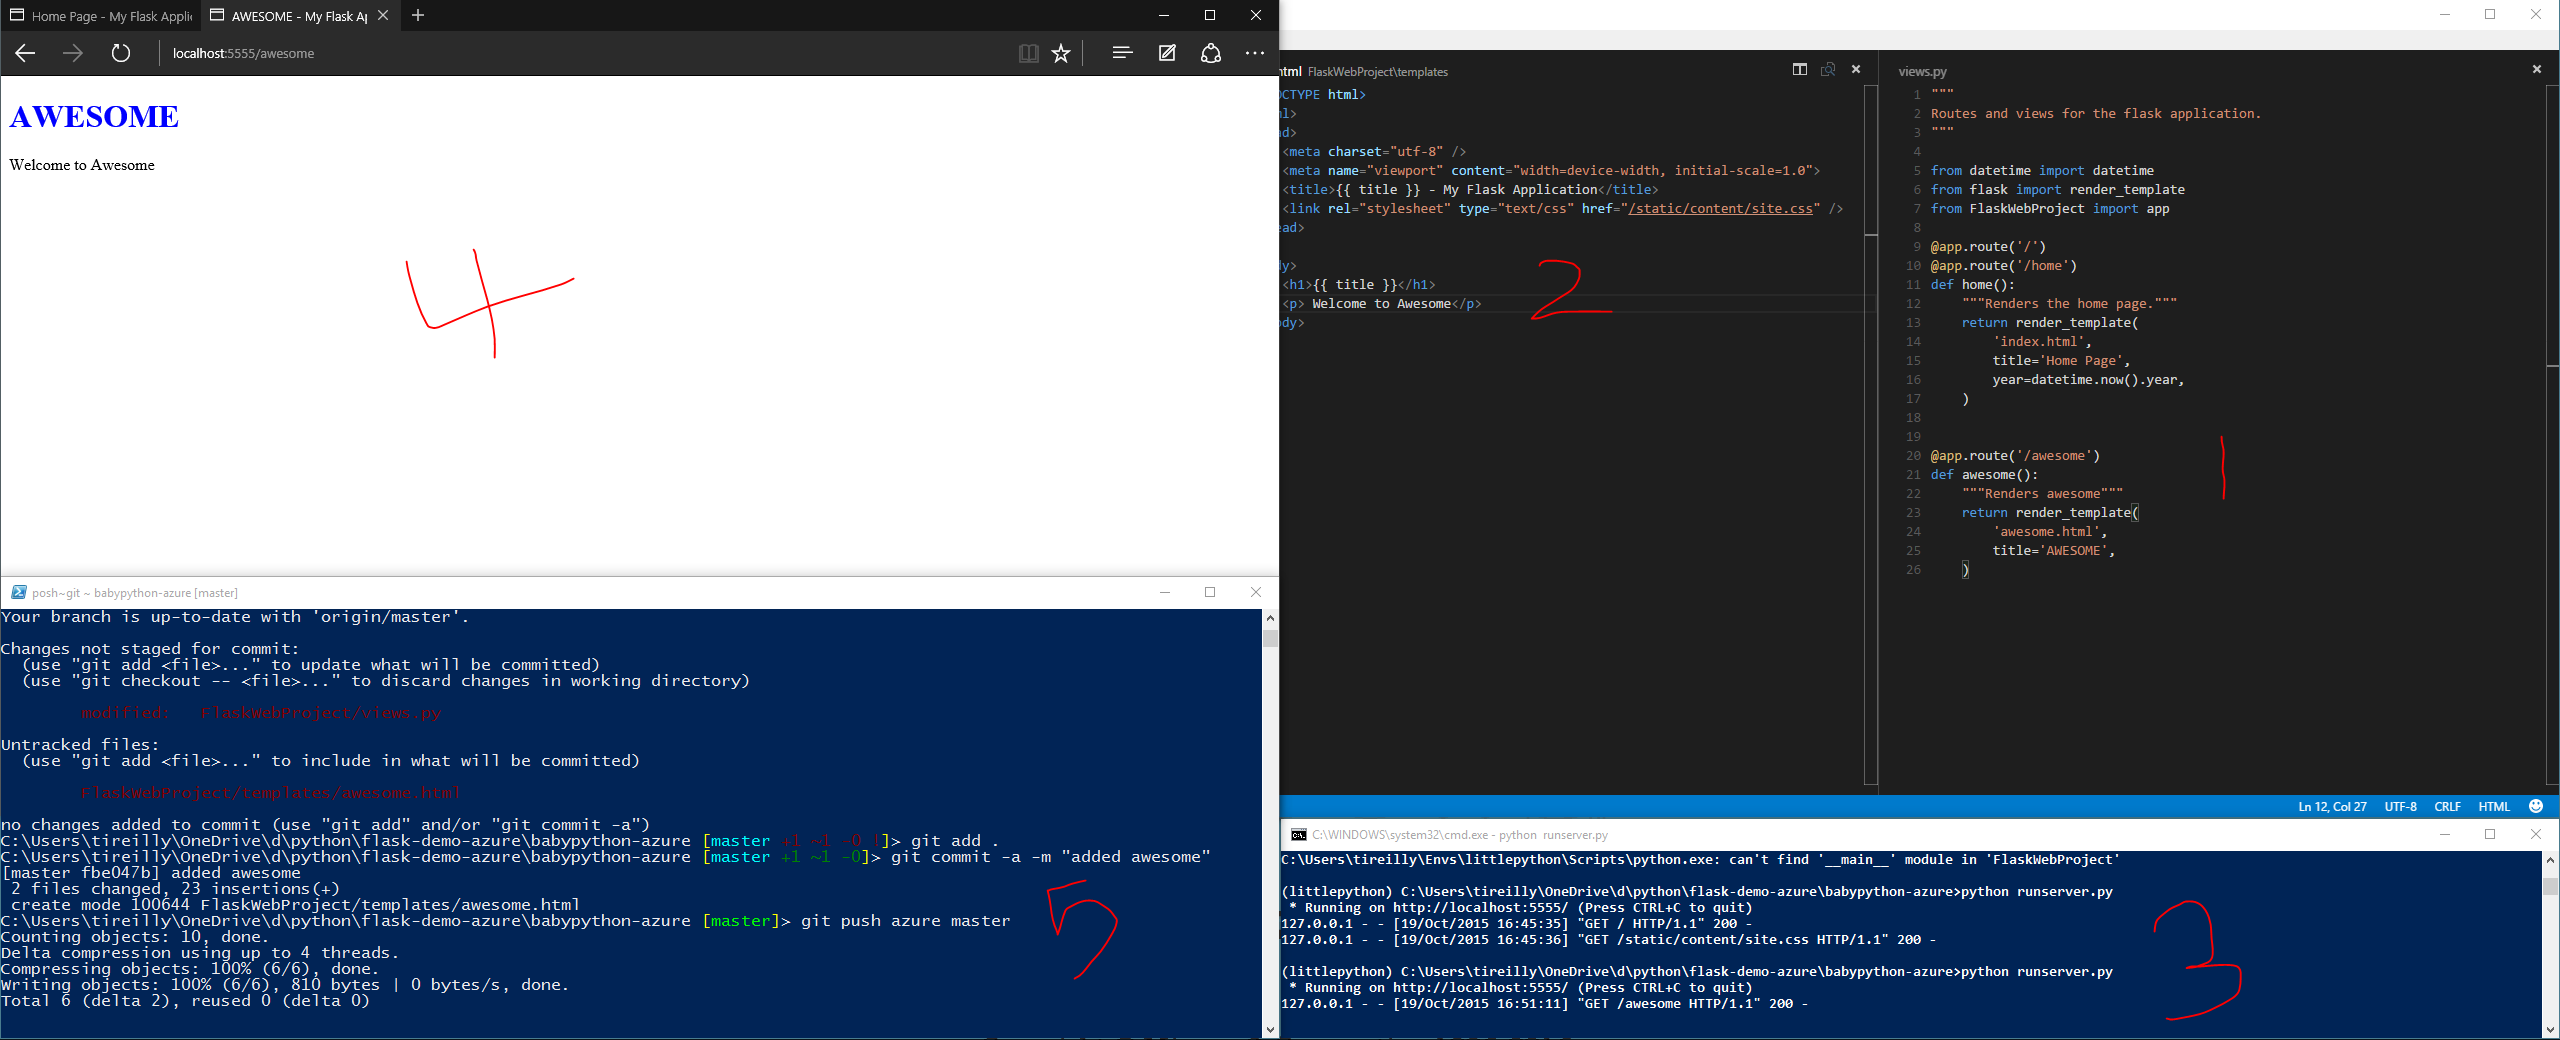 Home Page - My Flask Applic
AWESOME - My Flask Ap
localhost:5555/awesome
AWESOME
Welcome to Awesome
4
posh~git ~ babypython-azure [master]
Your branch is up-to-date with 'origin/master'.
Changes not staged for commit:
(use "git add <file>..." to update what will be committed)
(use "git checkout -- <file>..." to discard changes in working directory)
modified:   FlaskWebProject/views.py
Untracked files:
(use "git add <file>..." to include in what will be committed)
FlaskWebProject/templates/awesome.html
no changes added to commit (use "git add" and/or "git commit -a")
C:\Users\tireilly\OneDrive\d\python\flask-demo-azure\babypython-azure [master +1 ~1 -0 !]> git add .
C:\Users\tireilly\OneDrive\d\python\flask-demo-azure\babypython-azure [master +1 ~1 -0]> git commit -a -m "added awesome"
[master fbe047b] added awesome
2 files changed, 23 insertions(+)
create mode 100644 FlaskWebProject/templates/awesome.html
C:\Users\tireilly\OneDrive\d\python\flask-demo-azure\babypython-azure [master]> git push azure master
Counting objects: 10, done.
Delta compression using up to 4 threads.
Compressing objects: 100% (6/6), done.
Writing objects: 100% (6/6), 810 bytes | 0 bytes/s, done.
Total 6 (delta 2), reused 0 (delta 0)
5
html FlaskWebProject\templates
OCTYPE html>
ml>
ad>
<meta charset="utf-8" />
<meta name="viewport" content="width=device-width, initial-scale=1.0">
<title>{{ title }} - My Flask Application</title>
<link rel="stylesheet" type="text/css" href="/static/content/site.css" />
ead>
dy>
<h1>{{ title }}</h1>
<p> Welcome to Awesome</p>
ody>
2
views.py
1 """
2 Routes and views for the flask application.
3 """
4
5 from datetime import datetime
6 from flask import render_template
7 from FlaskWebProject import app
8
9 @app.route('/')
10 @app.route('/home')
11 def home():
12 """Renders the home page."""
13 return render_template(
14 'index.html',
15 title='Home Page',
16 year=datetime.now().year,
17 )
18
19
20 @app.route('/awesome')
21 def awesome():
22 """Renders awesome"""
23 return render_template(
24 'awesome.html',
25 title='AWESOME',
26 )
1
Ln 12, Col 27 UTF-8 CRLF HTML
C:\WINDOWS\system32\cmd.exe - python  runserver.py
C:\Users\tireilly\Envs\littlepython\Scripts\python.exe: can't find '__main__' module in 'FlaskWebProject'
(littlepython) C:\Users\tireilly\OneDrive\d\python\flask-demo-azure\babypython-azure>python runserver.py
* Running on http://localhost:5555/ (Press CTRL+C to quit)
127.0.0.1 - - [19/Oct/2015 16:45:35] "GET / HTTP/1.1" 200 -
127.0.0.1 - - [19/Oct/2015 16:45:36] "GET /static/content/site.css HTTP/1.1" 200 -
(littlepython) C:\Users\tireilly\OneDrive\d\python\flask-demo-azure\babypython-azure>python runserver.py
* Running on http://localhost:5555/ (Press CTRL+C to quit)
127.0.0.1 - - [19/Oct/2015 16:51:11] "GET /awesome HTTP/1.1" 200 -
3